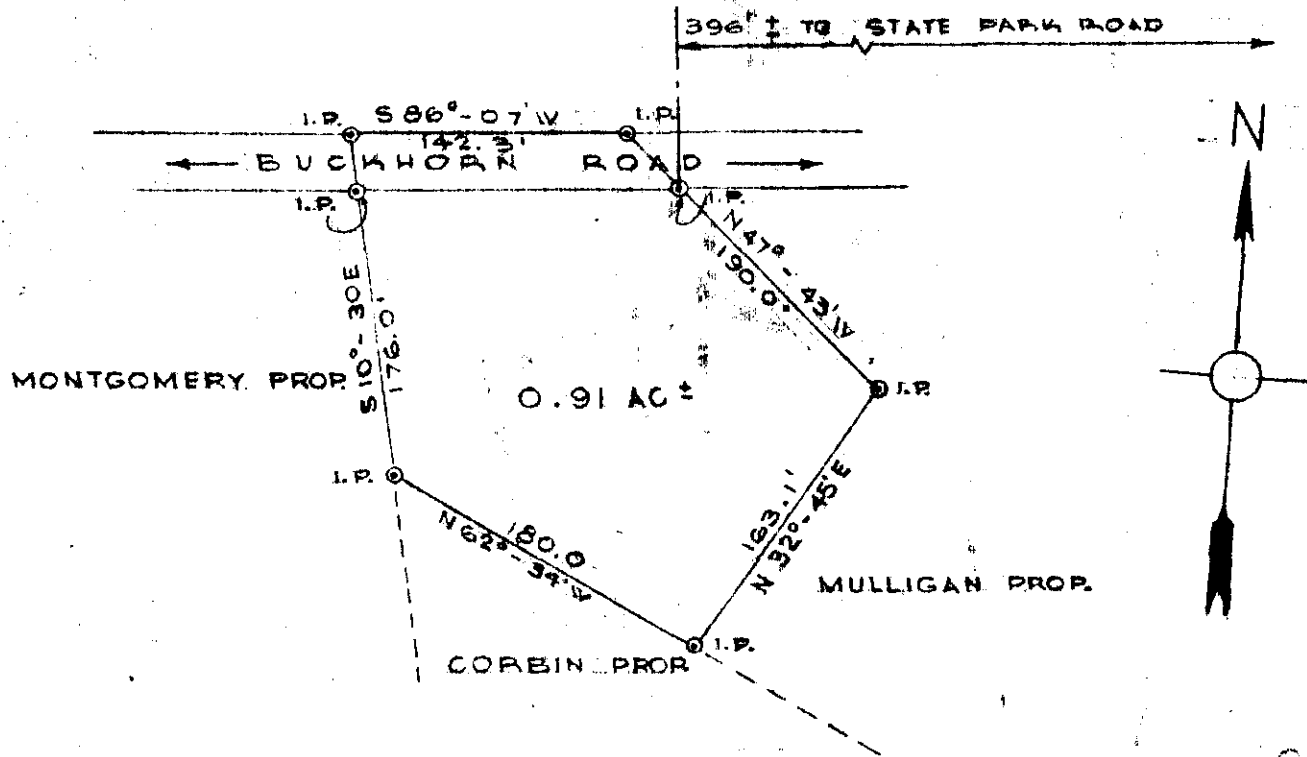 396' ± TO STATE PARK ROAD
I.P. S 86° - 07' W I.P.
142.3'
BUCKHORN ROAD
I.P. I.P.
N
N 47° - 43' W
190.0'
S 10° - 30 E
176.0'
MONTGOMERY PROP.
0.91 AC ±
I.P.
I.P.
180.0
N 62° - 34' W
163.1'
N 32° - 45' E
MULLIGAN PROP.
I.P.
CORBIN PROP